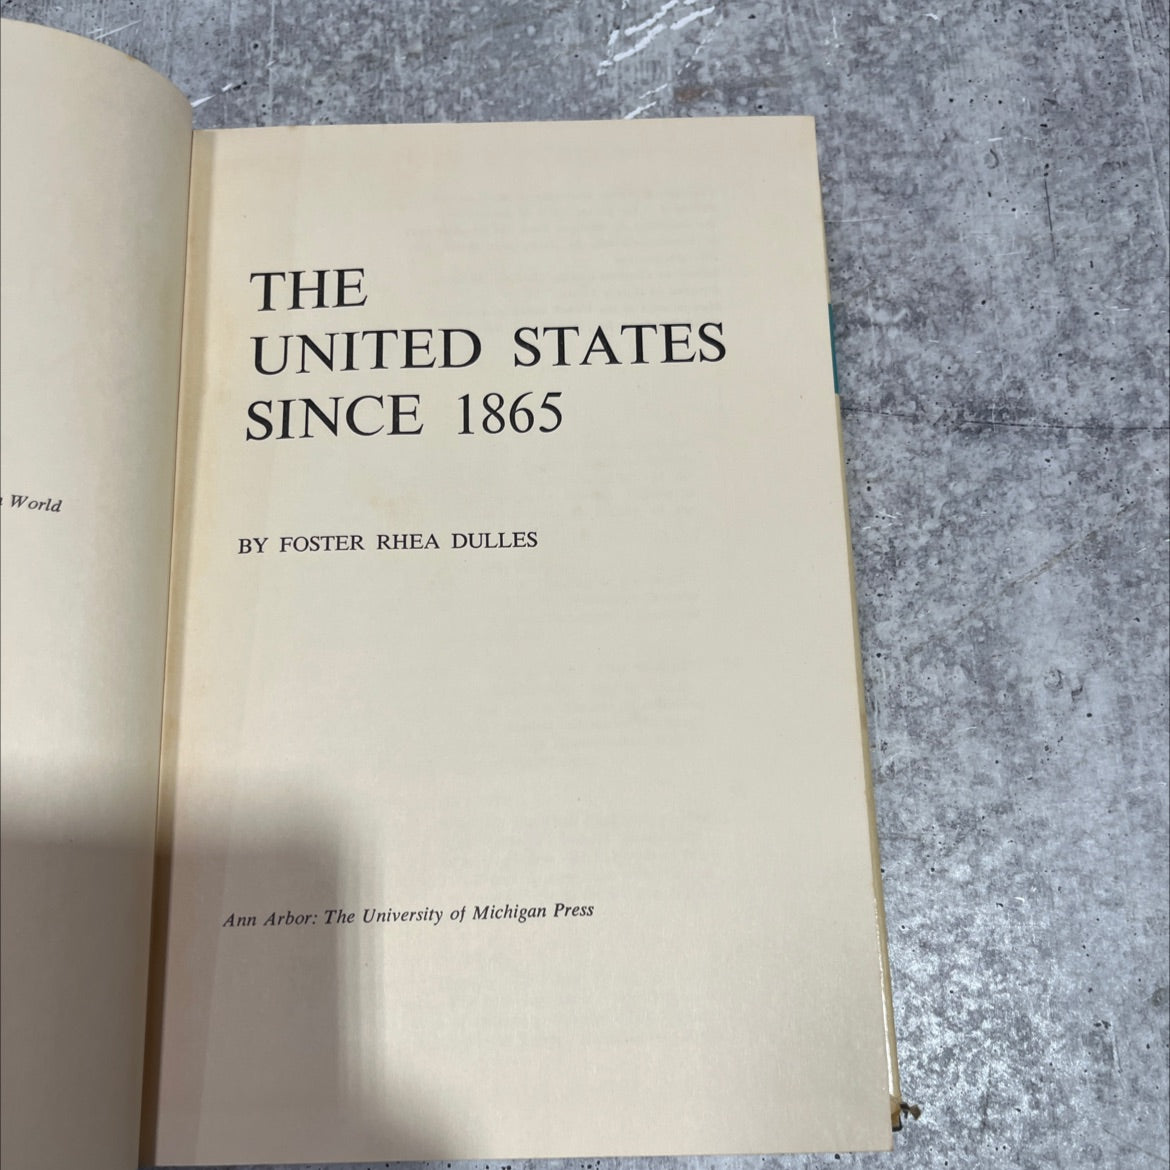 World
THE
UNITED STATES
SINCE 1865
BY FOSTER RHEA DULLES
Ann Arbor: The University of Michigan Press